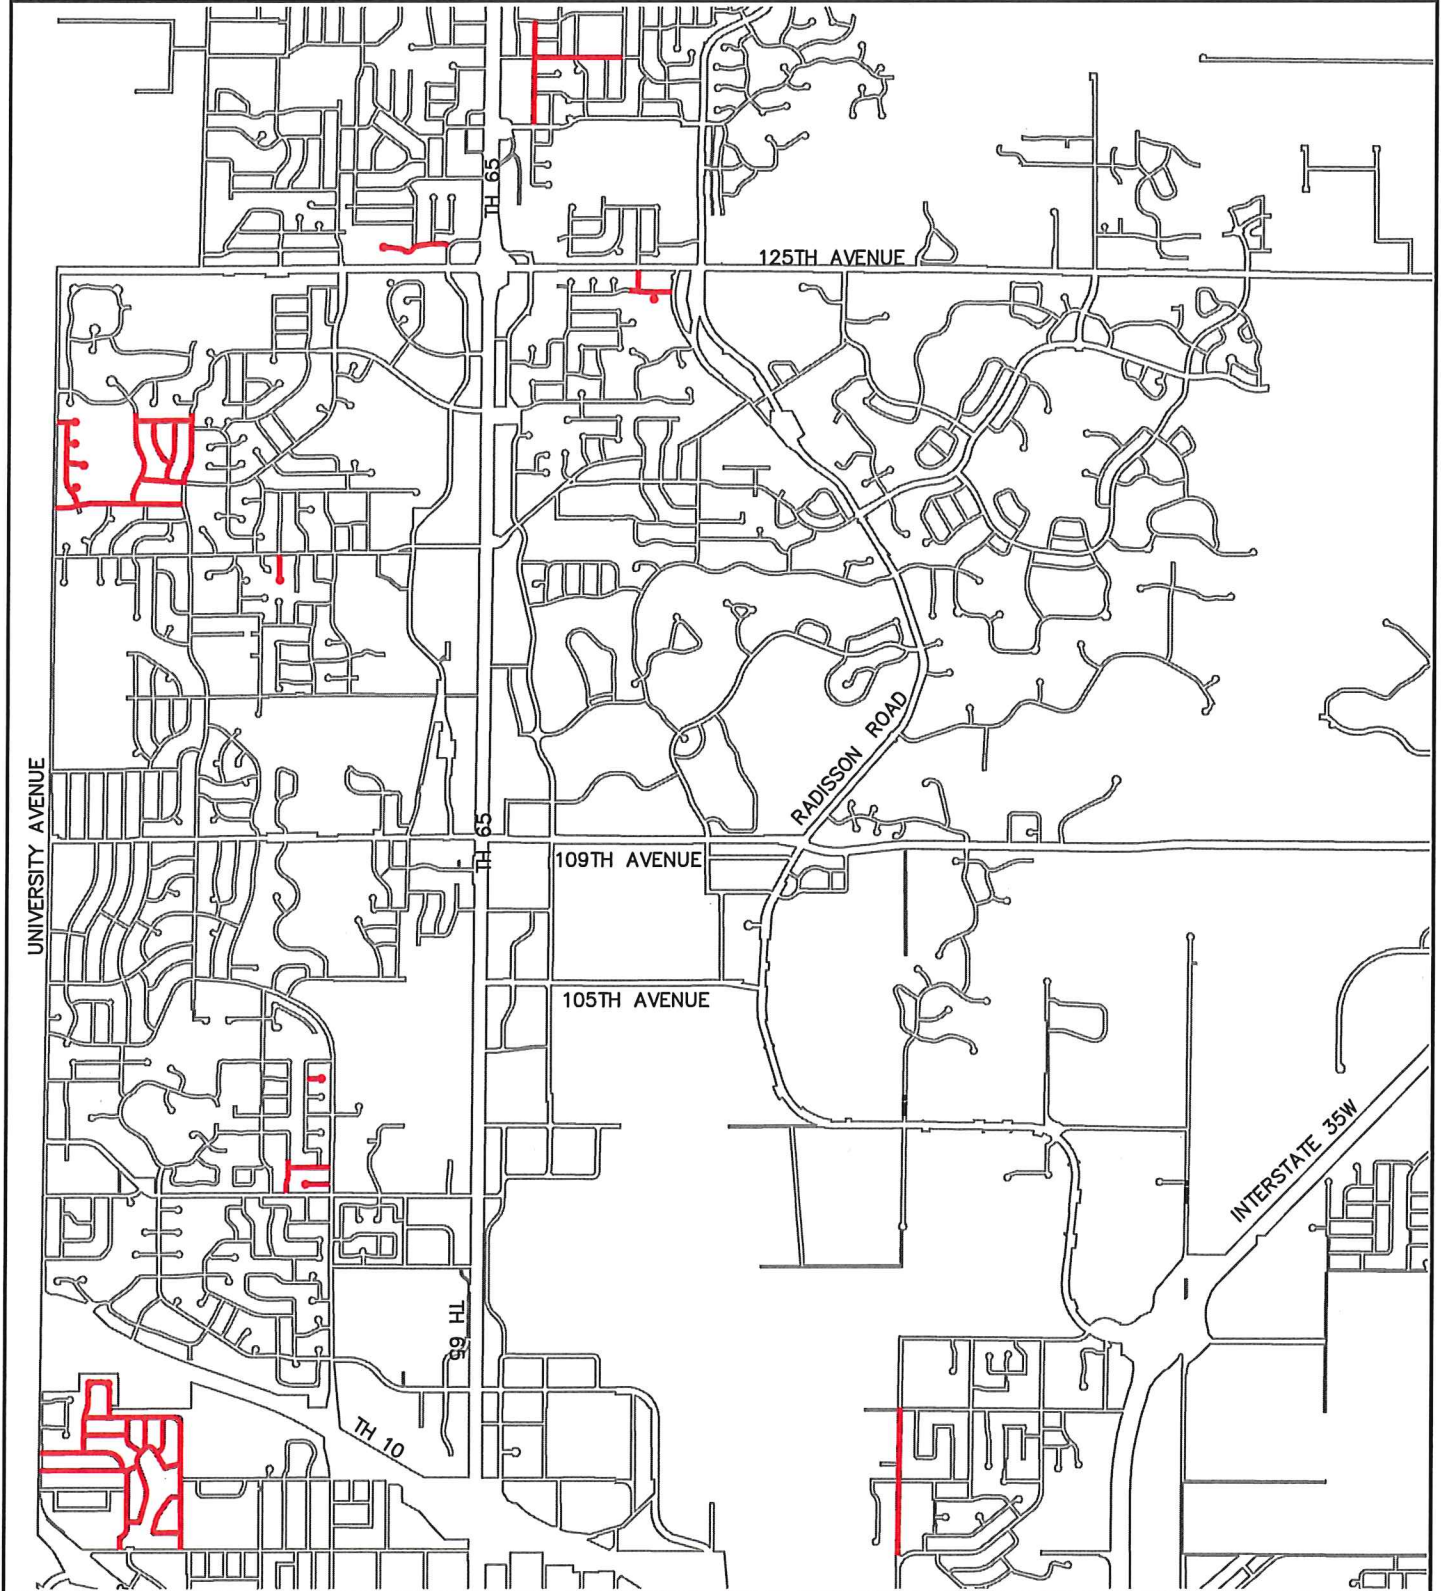 TH 65
125TH AVENUE
RADISSON ROAD
UNIVERSITY AVENUE
TH 65
109TH AVENUE
105TH AVENUE
INTERSTATE 35W
TH 65
TH 10